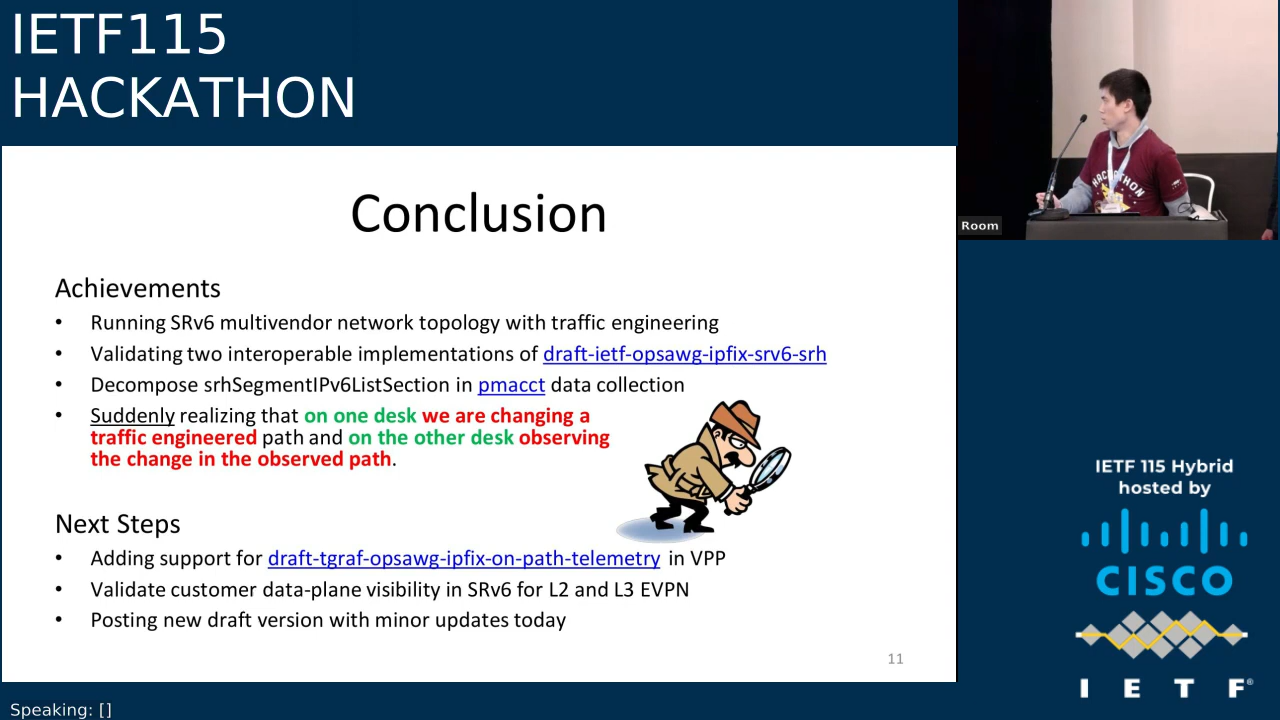 IETF115
HACKATHON
Room
Conclusion
Achievements
• Running SRv6 multivendor network topology with traffic engineering
• Validating two interoperable implementations of draft-ietf-opsawg-ipfix-srv6-srh
• Decompose srhSegmentIPv6ListSection in pmacct data collection
• Suddenly realizing that on one desk we are changing a
traffic engineered path and on the other desk observing
the change in the observed path.
Next Steps
• Adding support for draft-tgraf-opsawg-ipfix-on-path-telemetry in VPP
• Validate customer data-plane visibility in SRv6 for L2 and L3 EVPN
• Posting new draft version with minor updates today
11
HACKATHON
IETF 115 Hybrid
hosted by
CISCO
I E T F®
Speaking: []